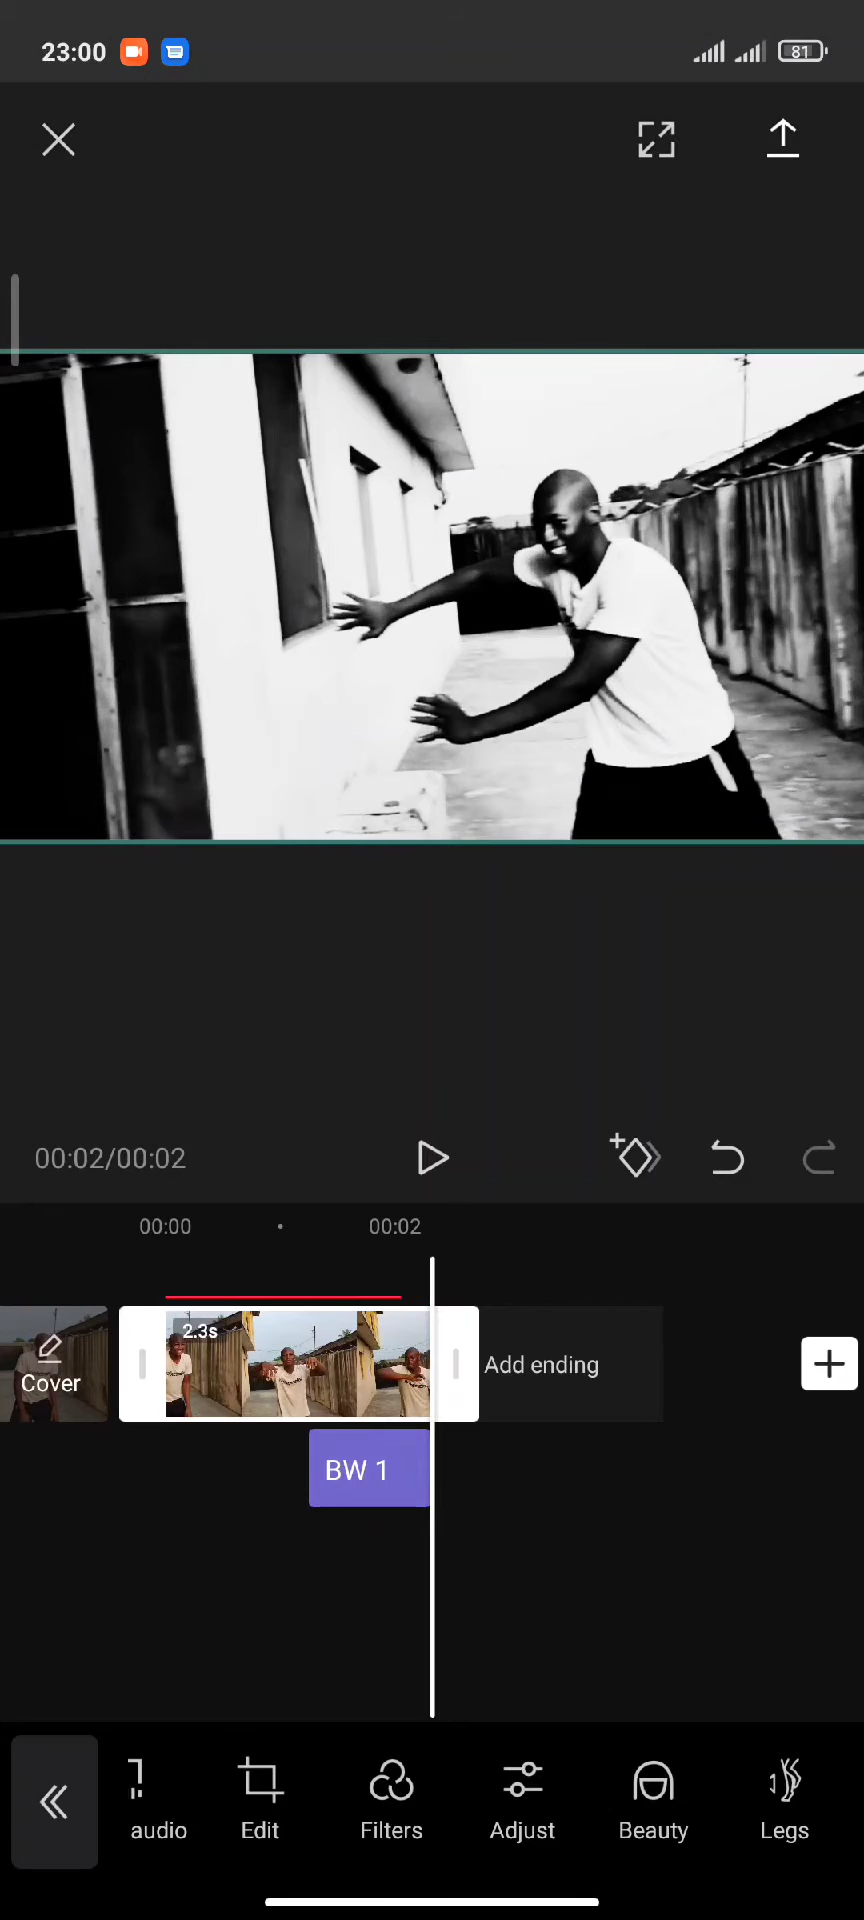 23:00
81
00:02/00:02
00:00
00:02
2.3s
Cover
Add ending
BW 1
audio
Edit
Filters
Adjust
Beauty
Legs